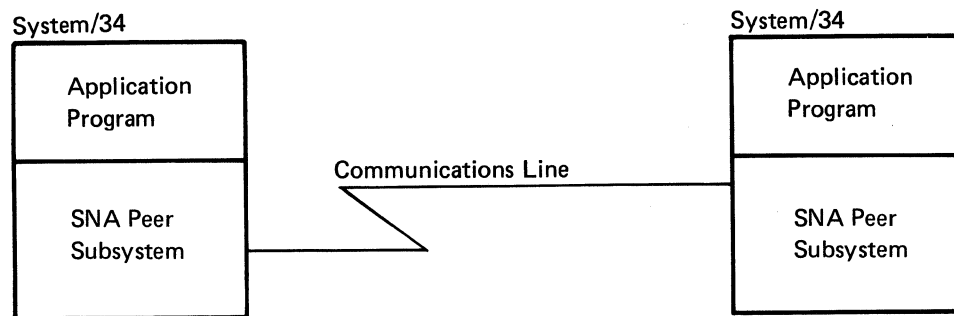 System/34
Application
Program
SNA Peer
Subsystem
Communications Line
System/34
Application
Program
SNA Peer
Subsystem